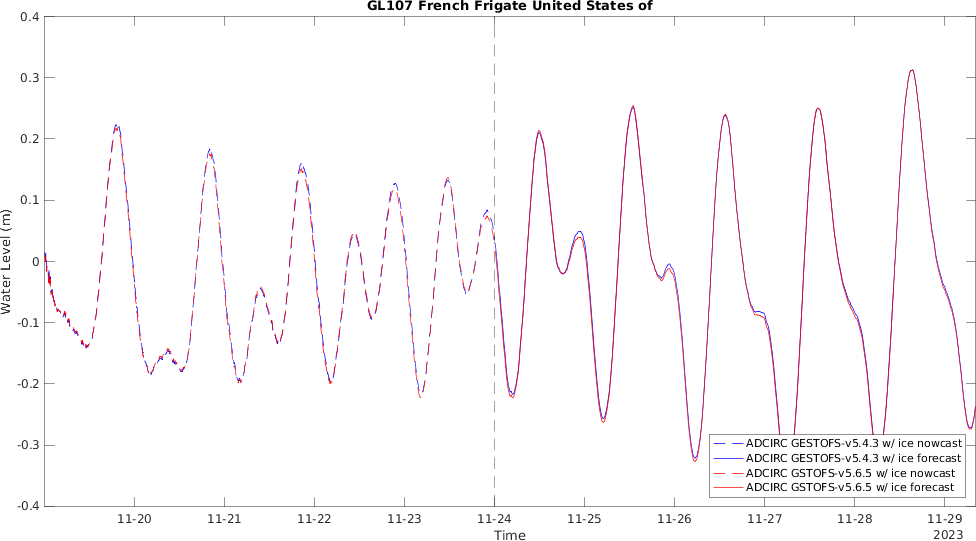 GL107 French Frigate United States of
0.4
0.3
0.2
0.1
0
-0.1
-0.2
-0.3
-0.4
Water Level (m)
ADCIRC GESTOFS-v5.4.3 w/ ice nowcast
ADCIRC GESTOFS-v5.4.3 w/ ice forecast
ADCIRC GSTOFS-v5.6.5 w/ ice nowcast
ADCIRC GSTOFS-v5.6.5 w/ ice forecast
11-20 11-21 11-22 11-23 11-24 11-25 11-26 11-27 11-28 11-29
Time
2023